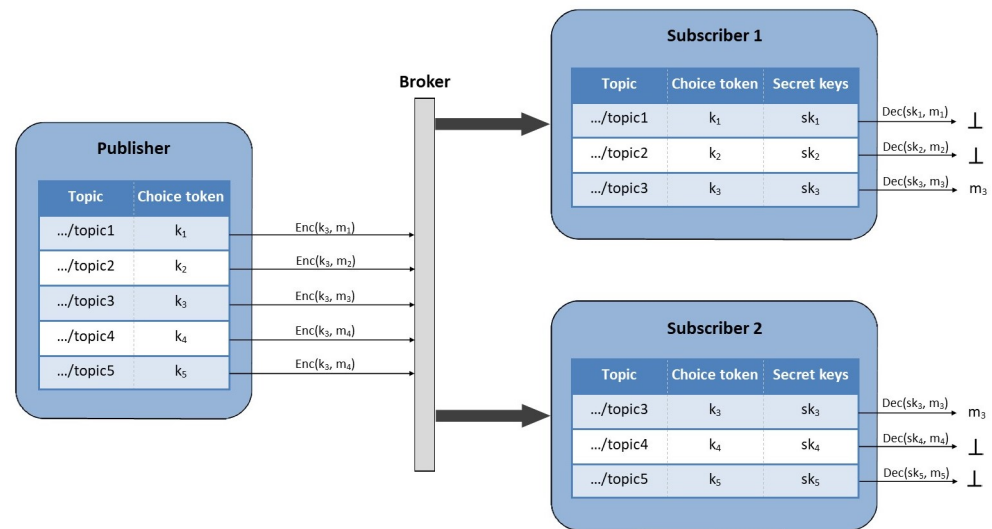 Publisher
Topic Choice token
.../topic1 k₁
.../topic2 k₂
.../topic3 k₃
.../topic4 k₄
.../topic5 k₅
Enc(k₃, m₁)
Enc(k₃, m₂)
Enc(k₃, m₃)
Enc(k₃, m₄)
Enc(k₃, m₄)
Broker
Subscriber 1
Topic Choice token Secret keys
.../topic1 k₁ sk₁ Dec(sk₁, m₁) ⊥
.../topic2 k₂ sk₂ Dec(sk₂, m₂) ⊥
.../topic3 k₃ sk₃ Dec(sk₃, m₃) m₃
Subscriber 2
Topic Choice token Secret keys
.../topic3 k₃ sk₃ Dec(sk₃, m₃) m₃
.../topic4 k₄ sk₄ Dec(sk₄, m₄) ⊥
.../topic5 k₅ sk₅ Dec(sk₅, m₅) ⊥